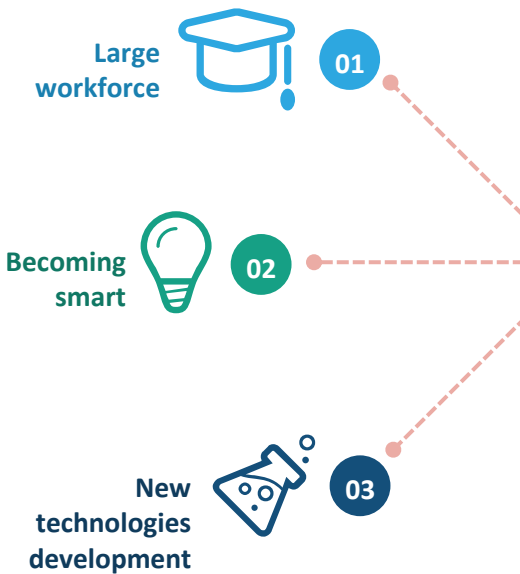 Large
workforce
01
Becoming
smart
02
New
technologies
development
03